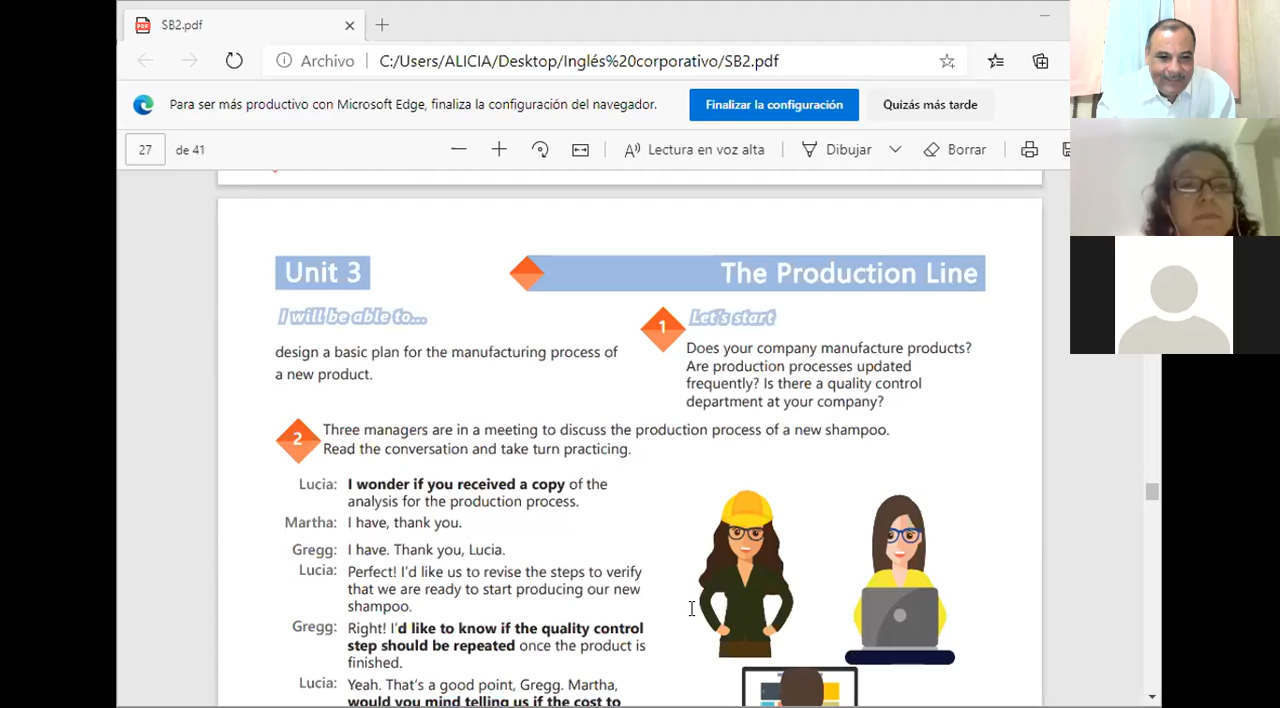 SB2.pdf
Archivo
C:/Users/ALICIA/Desktop/Inglés%20corporativo/SB2.pdf
Para ser más productivo con Microsoft Edge, finaliza la configuración del navegador.
Finalizar la configuración
Quizás más tarde
27
de 41
Lectura en voz alta
Dibujar
Borrar
Unit 3
The Production Line
I will be able to...
design a basic plan for the manufacturing process of
a new product.
1
Let's start
Does your company manufacture products?
Are production processes updated
frequently? Is there a quality control
department at your company?
2
Three managers are in a meeting to discuss the production process of a new shampoo.
Read the conversation and take turn practicing.
Lucia: I wonder if you received a copy of the
analysis for the production process.
Martha: I have, thank you.
Gregg: I have. Thank you, Lucia.
Lucia: Perfect! I'd like us to revise the steps to verify
that we are ready to start producing our new
shampoo.
Gregg: Right! I'd like to know if the quality control
step should be repeated once the product is
finished.
Lucia: Yeah. That's a good point, Gregg. Martha,
would you mind telling us if the cost to